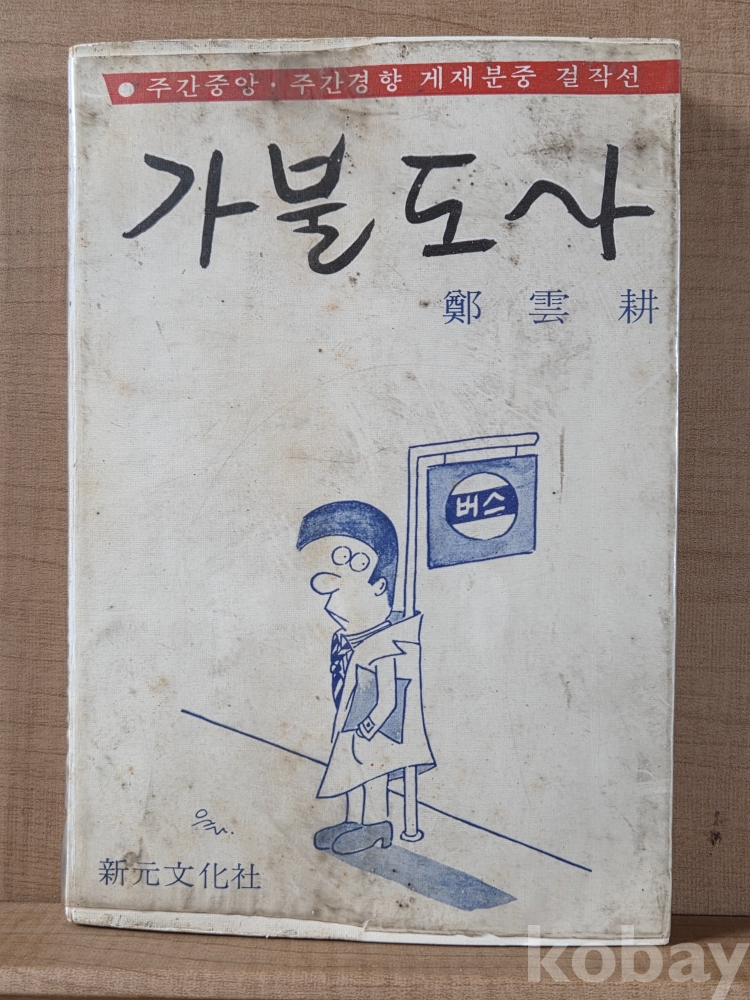 ● 주간중앙·주간경향 게재분중 걸작선
가불도사
鄭雲耕
버스
新元文化社
kobay